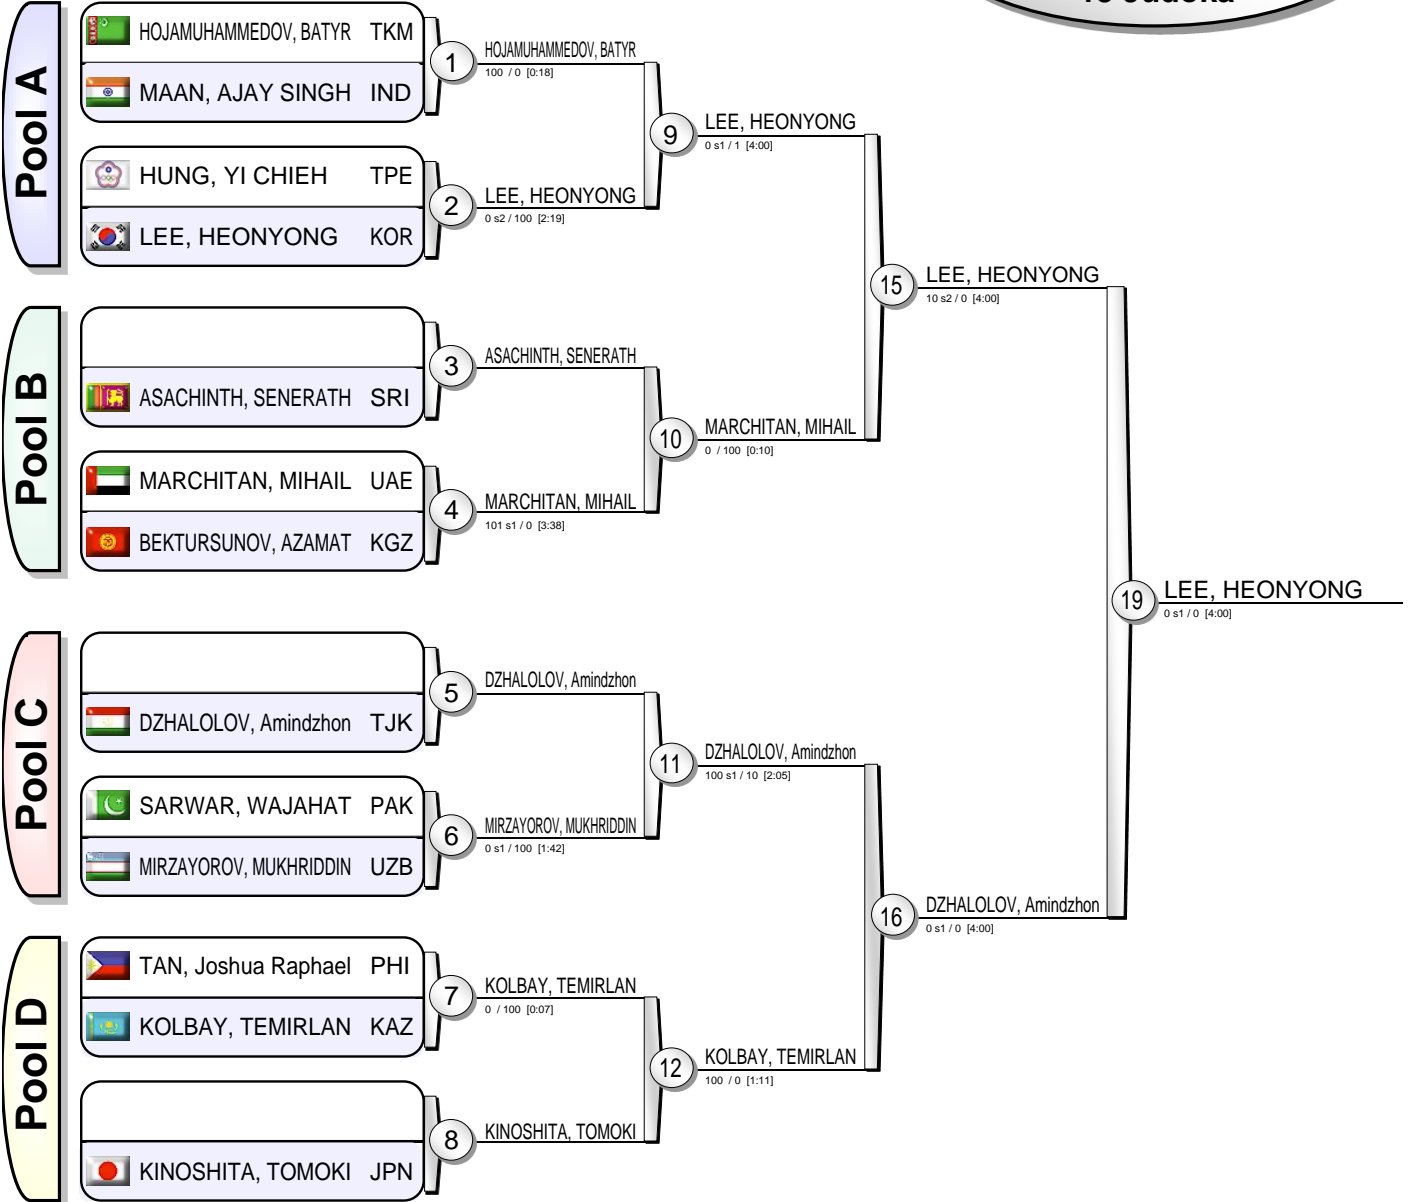 Pool A
HOJAMUHAMMEDOV, BATYR TKM
MAAN, AJAY SINGH IND
1
HOJAMUHAMMEDOV, BATYR
100 / 0 [0:18]
HUNG, YI CHIEH TPE
LEE, HEONYONG KOR
2
LEE, HEONYONG
0 s2 / 100 [2:19]
9
LEE, HEONYONG
0 s1 / 1 [4:00]
Pool B
ASACHINTH, SENERATH SRI
3
ASACHINTH, SENERATH
MARCHITAN, MIHAIL UAE
BEKTURSUNOV, AZAMAT KGZ
4
MARCHITAN, MIHAIL
101 s1 / 0 [3:38]
10
MARCHITAN, MIHAIL
0 / 100 [0:10]
15
LEE, HEONYONG
10 s2 / 0 [4:00]
Pool C
DZHALOLOV, Amindzhon TJK
5
DZHALOLOV, Amindzhon
SARWAR, WAJAHAT PAK
MIRZAYOROV, MUKHRIDDIN UZB
6
MIRZAYOROV, MUKHRIDDIN
0 s1 / 100 [1:42]
11
DZHALOLOV, Amindzhon
100 s1 / 10 [2:05]
Pool D
TAN, Joshua Raphael PHI
KOLBAY, TEMIRLAN KAZ
7
KOLBAY, TEMIRLAN
0 / 100 [0:07]
KINOSHITA, TOMOKI JPN
8
KINOSHITA, TOMOKI
12
KOLBAY, TEMIRLAN
100 / 0 [1:11]
16
DZHALOLOV, Amindzhon
0 s1 / 0 [4:00]
19
LEE, HEONYONG
0 s1 / 0 [4:00]